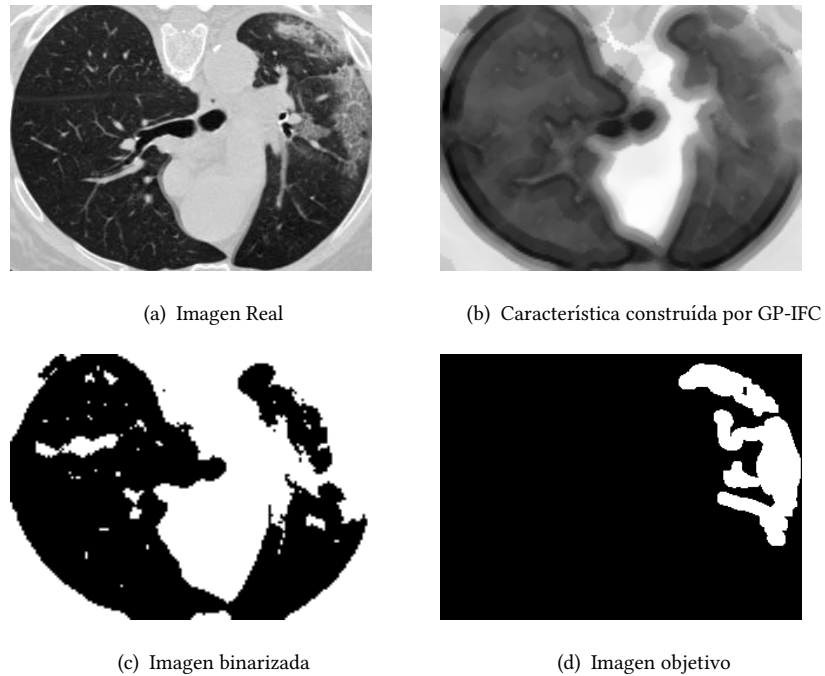 (a) Imagen Real
(b) Característica construída por GP-IFC
(c) Imagen binarizada
(d) Imagen objetivo